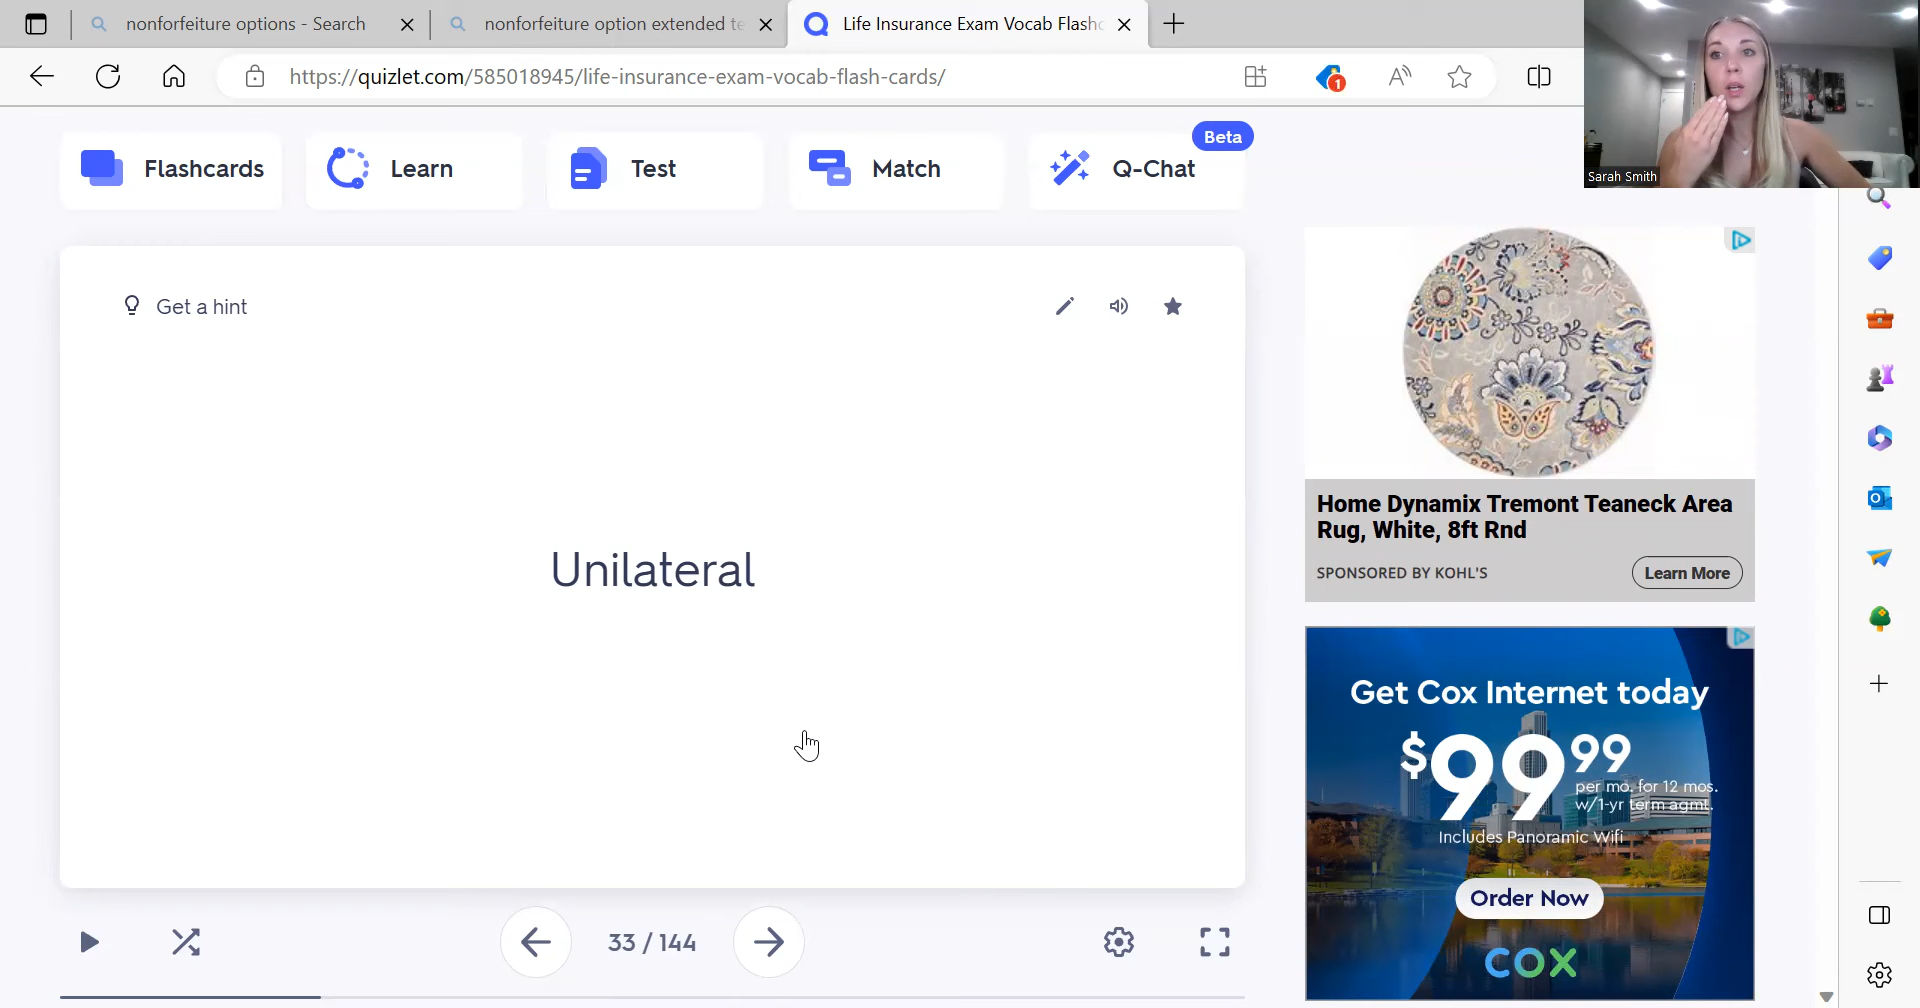 nonforfeiture options - Search
nonforfeiture option extended te
Life Insurance Exam Vocab Flashc
https://quizlet.com/585018945/life-insurance-exam-vocab-flash-cards/
1
Sarah Smith
Flashcards
Learn
Test
Match
Q-Chat
Beta
Get a hint
Unilateral
33 / 144
Home Dynamix Tremont Teaneck Area
Rug, White, 8ft Rnd
SPONSORED BY KOHL'S
Learn More
Get Cox Internet today
$99.99
per mo. for 12 mos.
w/1-yr term agmt.
Includes Panoramic Wifi
Order Now
COX